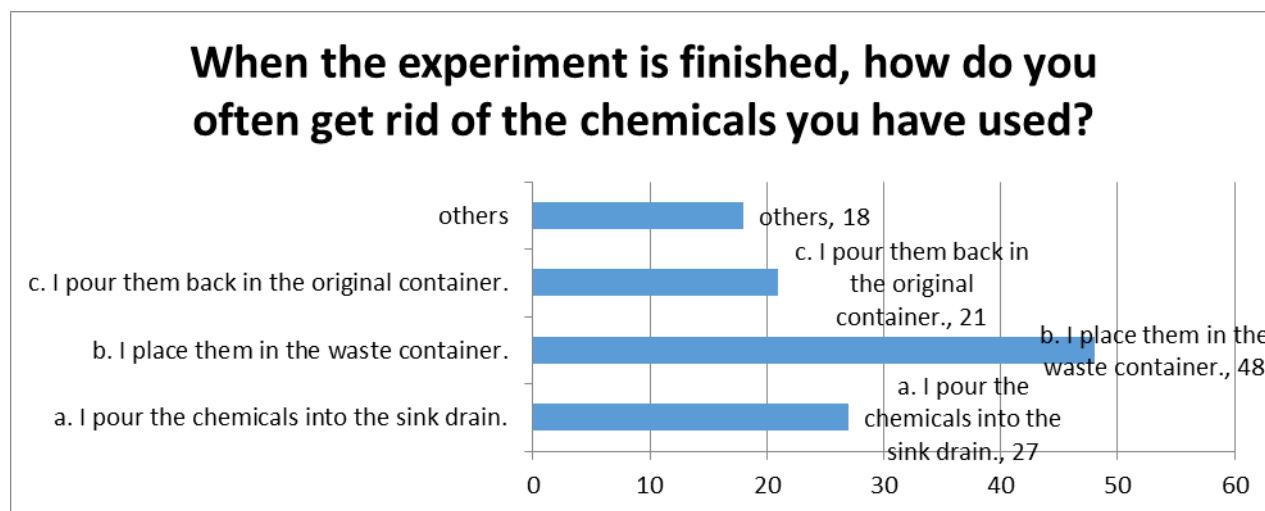 When the experiment is finished, how do you
often get rid of the chemicals you have used?
others
others, 18
c. I pour them back in the original container.
c. I pour them back in
the original
container., 21
b. I place them in the waste container.
b. I place them in the
waste container., 48
a. I pour the chemicals into the sink drain.
a. I pour the
chemicals into the
sink drain., 27
0 10 20 30 40 50 60